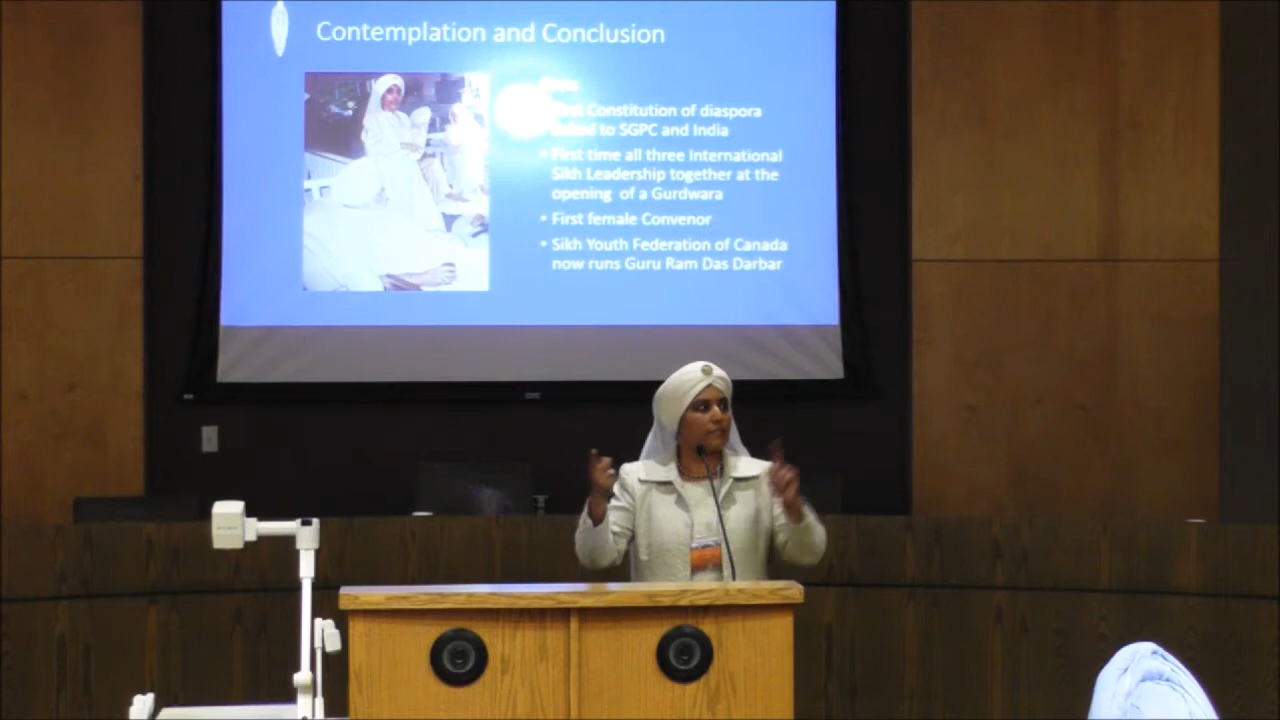 Contemplation and Conclusion
Constitution of diaspora
to SGPC and India
• First time all three International
Sikh Leadership together at the
opening of a Gurdwara
• First female Convenor
• Sikh Youth Federation of Canada
now runs Guru Ram Das Darbar